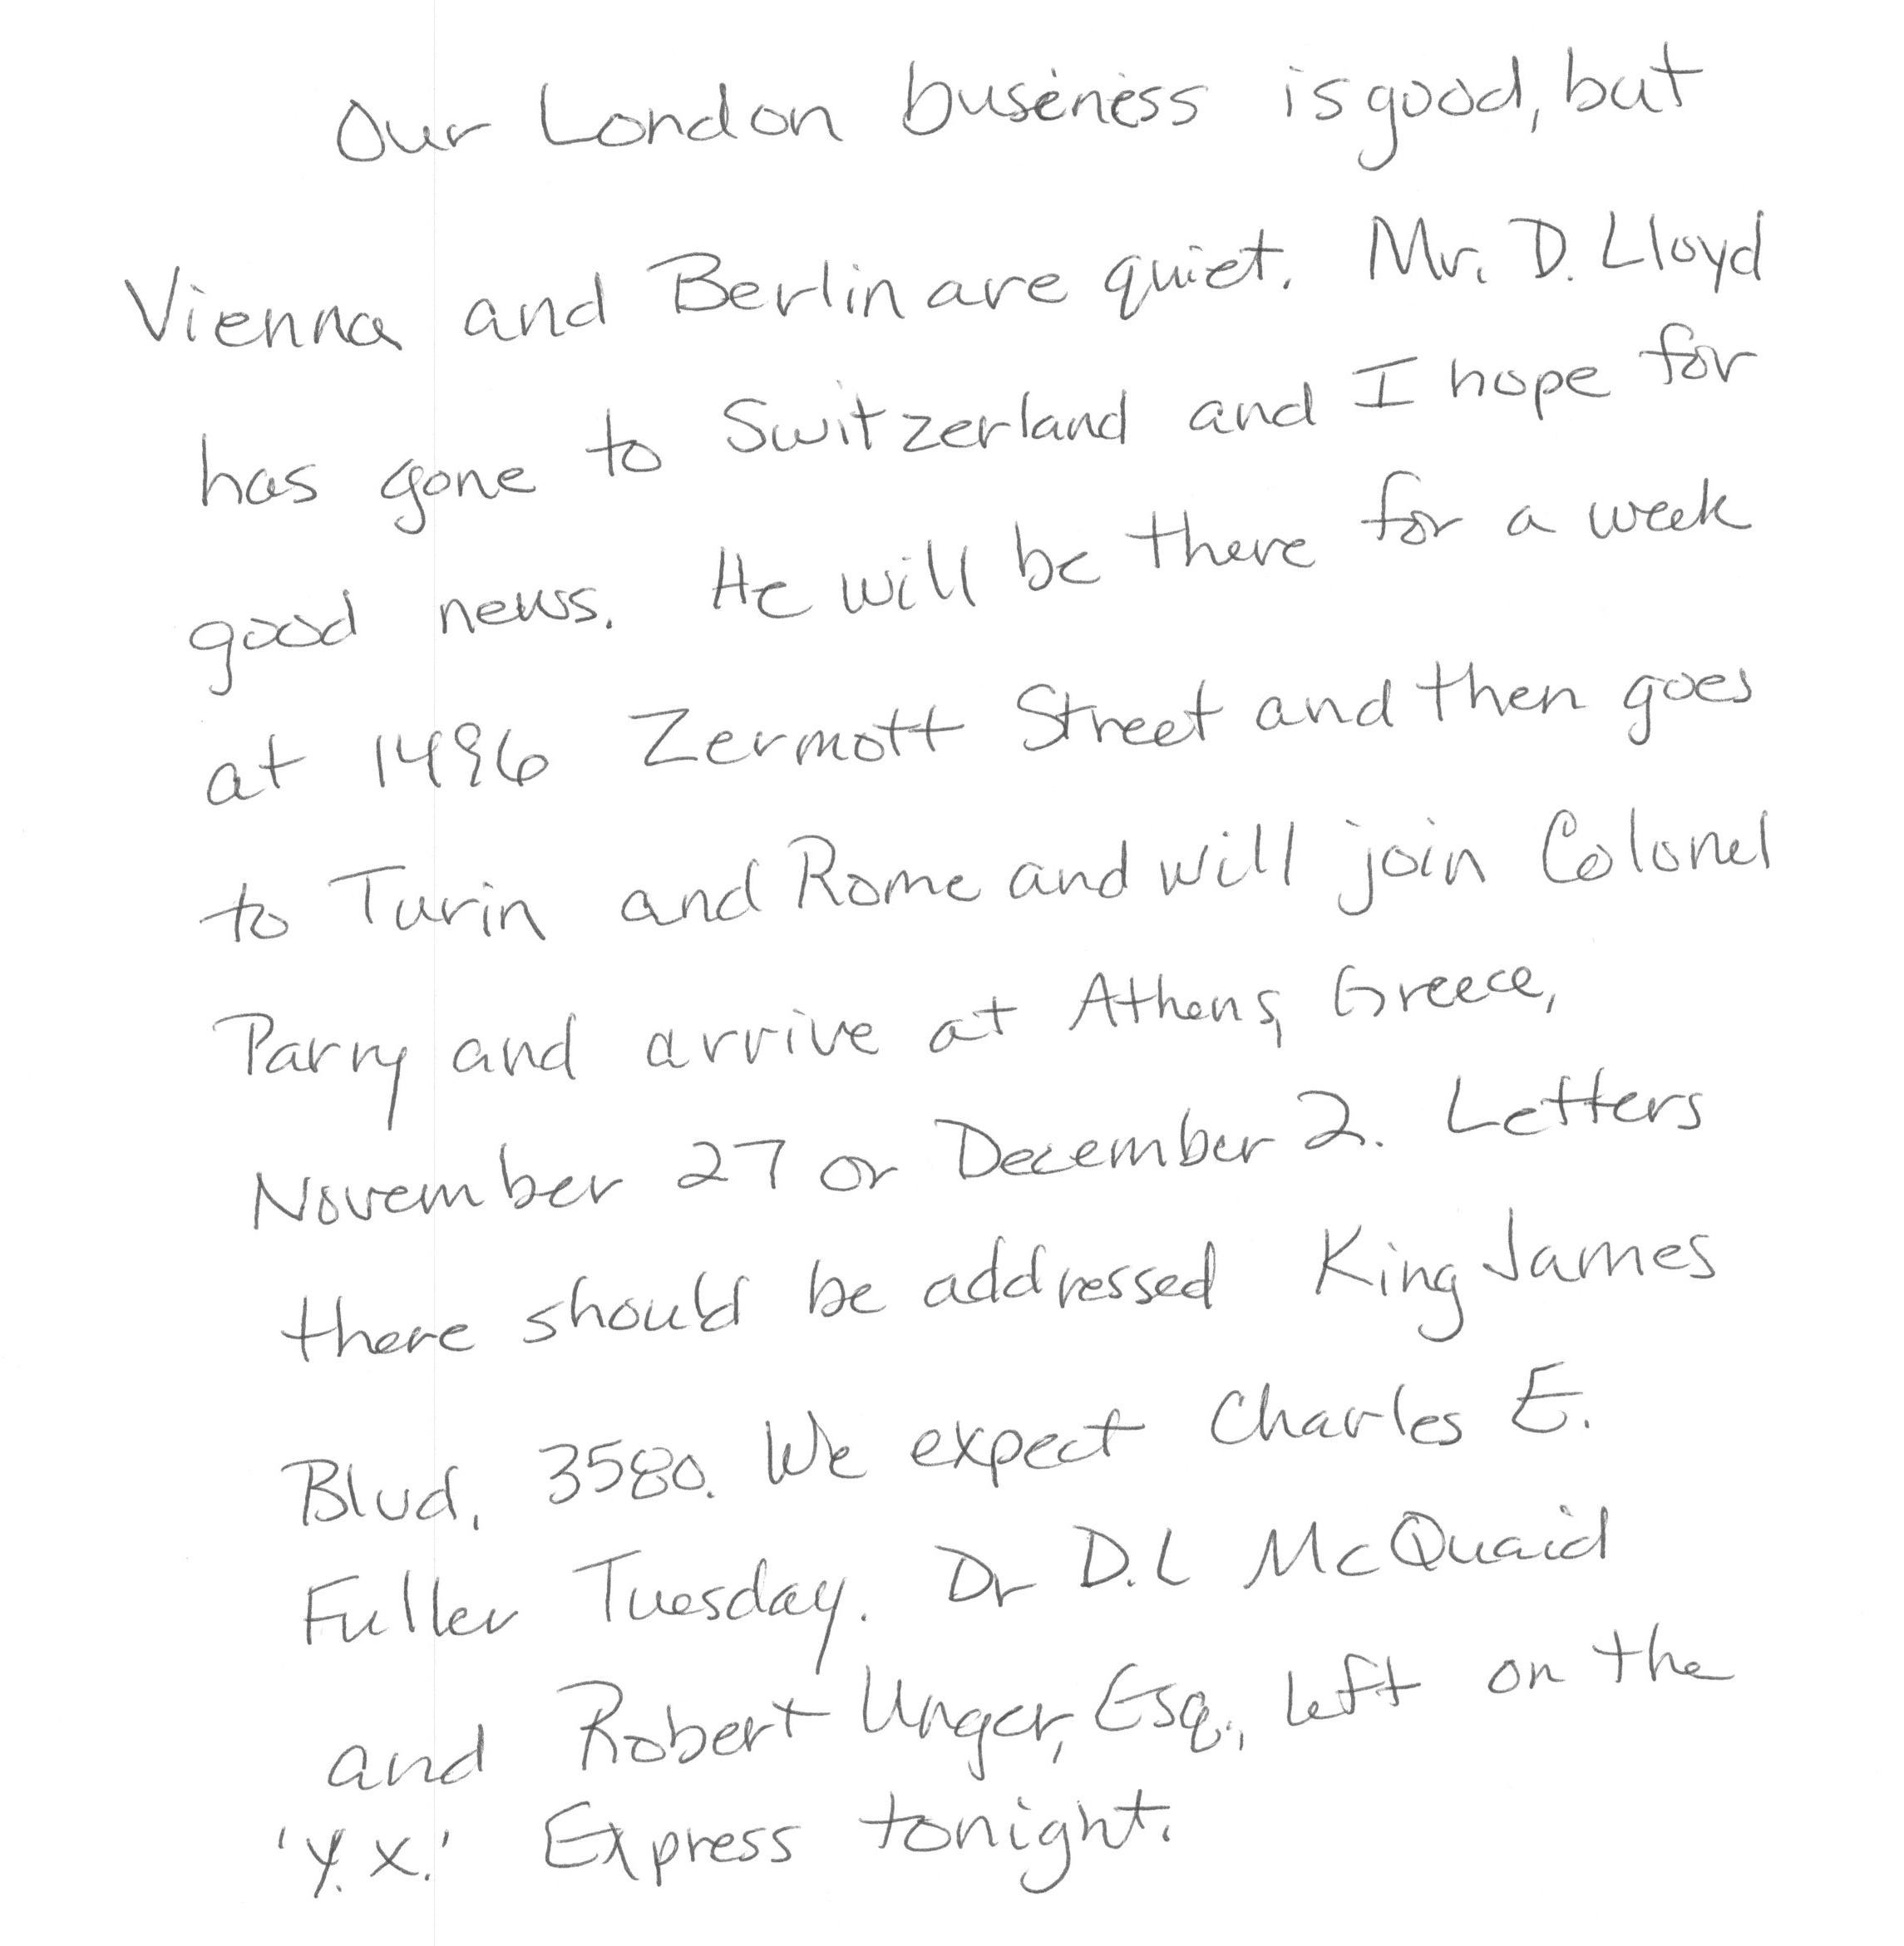 Our London business is good, but
Vienna and Berlin are quiet. Mr. D. Lloyd
has gone to Switzerland and I hope for
good news. He will be there for a week
at 1496 Zermott Street and then goes
to Turin and Rome and will join Colonel
Parry and arrive at Athens, Greece,
November 27 or December 2. Letters
there should be addressed King James
Blvd. 3580. We expect Charles E.
Fuller Tuesday. Dr D.L McQuaid
and Robert Unger, Esq., left on the
'Y.X.' Express tonight.